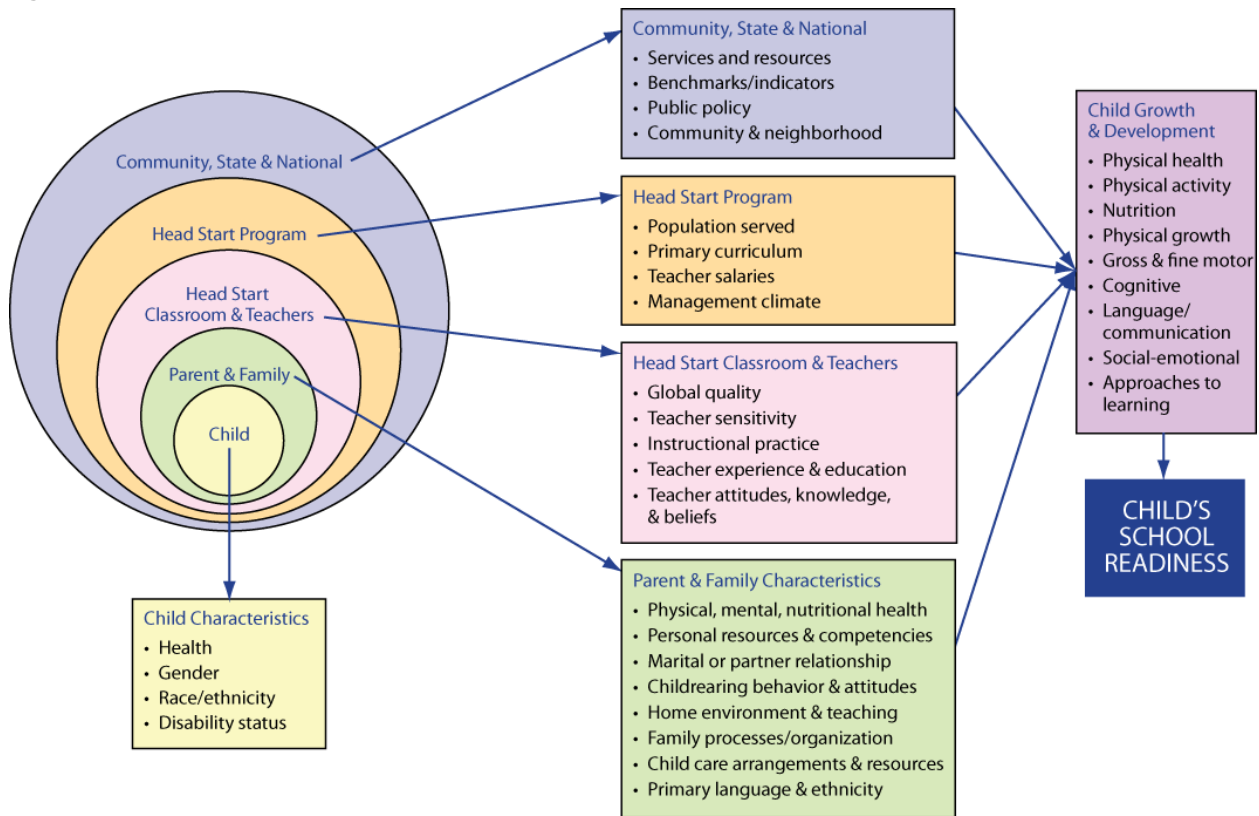 Community, State & National
Head Start Program
Head Start
Classroom & Teachers
Parent & Family
Child
Child Characteristics
• Health
• Gender
• Race/ethnicity
• Disability status
Community, State & National
• Services and resources
• Benchmarks/indicators
• Public policy
• Community & neighborhood
Head Start Program
• Population served
• Primary curriculum
• Teacher salaries
• Management climate
Head Start Classroom & Teachers
• Global quality
• Teacher sensitivity
• Instructional practice
• Teacher experience & education
• Teacher attitudes, knowledge,
& beliefs
Parent & Family Characteristics
• Physical, mental, nutritional health
• Personal resources & competencies
• Marital or partner relationship
• Childrearing behavior & attitudes
• Home environment & teaching
• Family processes/organization
• Child care arrangements & resources
• Primary language & ethnicity
Child Growth
& Development
• Physical health
• Physical activity
• Nutrition
• Physical growth
• Gross & fine motor
• Cognitive
• Language/
communication
• Social-emotional
• Approaches to
learning
CHILD'S
SCHOOL
READINESS